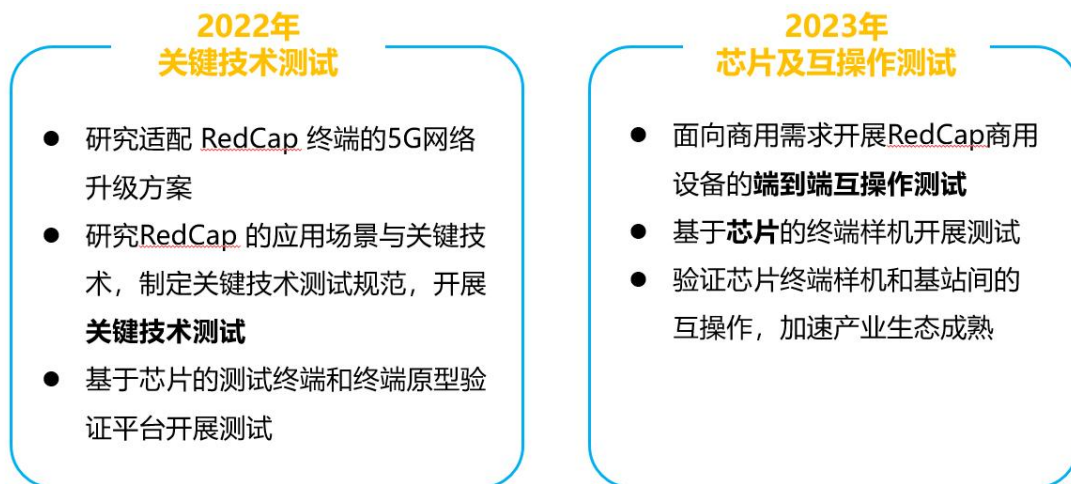 2022年
关键技术测试
● 研究适配 RedCap 终端的5G网络
升级方案
● 研究RedCap 的应用场景与关键技
术，制定关键技术测试规范，开展
关键技术测试
● 基于芯片的测试终端和终端原型验
证平台开展测试
2023年
芯片及互操作测试
● 面向商用需求开展RedCap商用
设备的端到端互操作测试
● 基于芯片的终端样机开展测试
● 验证芯片终端样机和基站间的
互操作，加速产业生态成熟